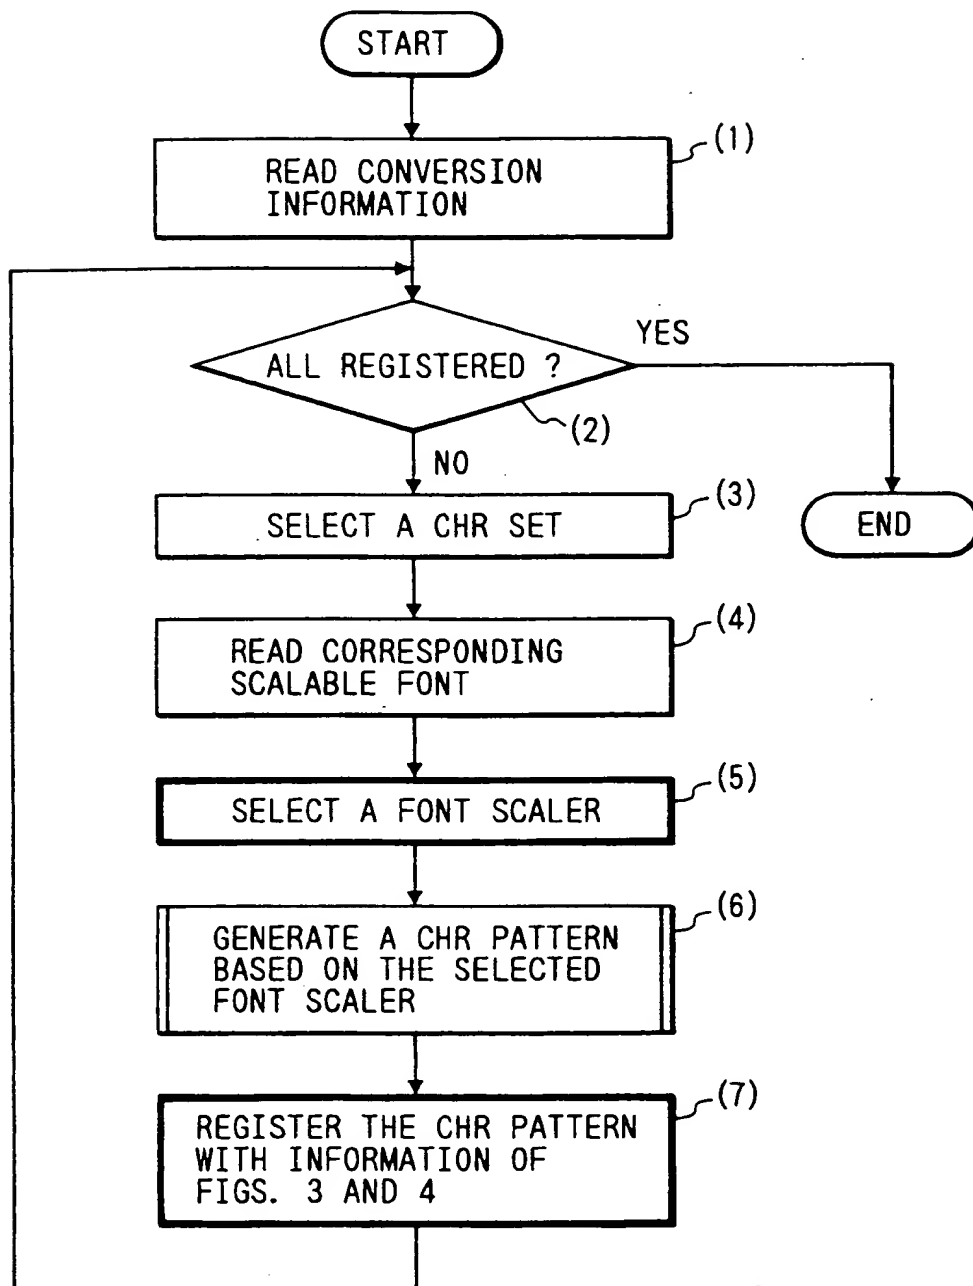 START
(1)
READ CONVERSION
INFORMATION
YES
ALL REGISTERED ?
(2)
NO
(3)
SELECT A CHR SET
END
(4)
READ CORRESPONDING
SCALABLE FONT
(5)
SELECT A FONT SCALER
(6)
GENERATE A CHR PATTERN
BASED ON THE SELECTED
FONT SCALER
(7)
REGISTER THE CHR PATTERN
WITH INFORMATION OF
FIGS. 3 AND 4